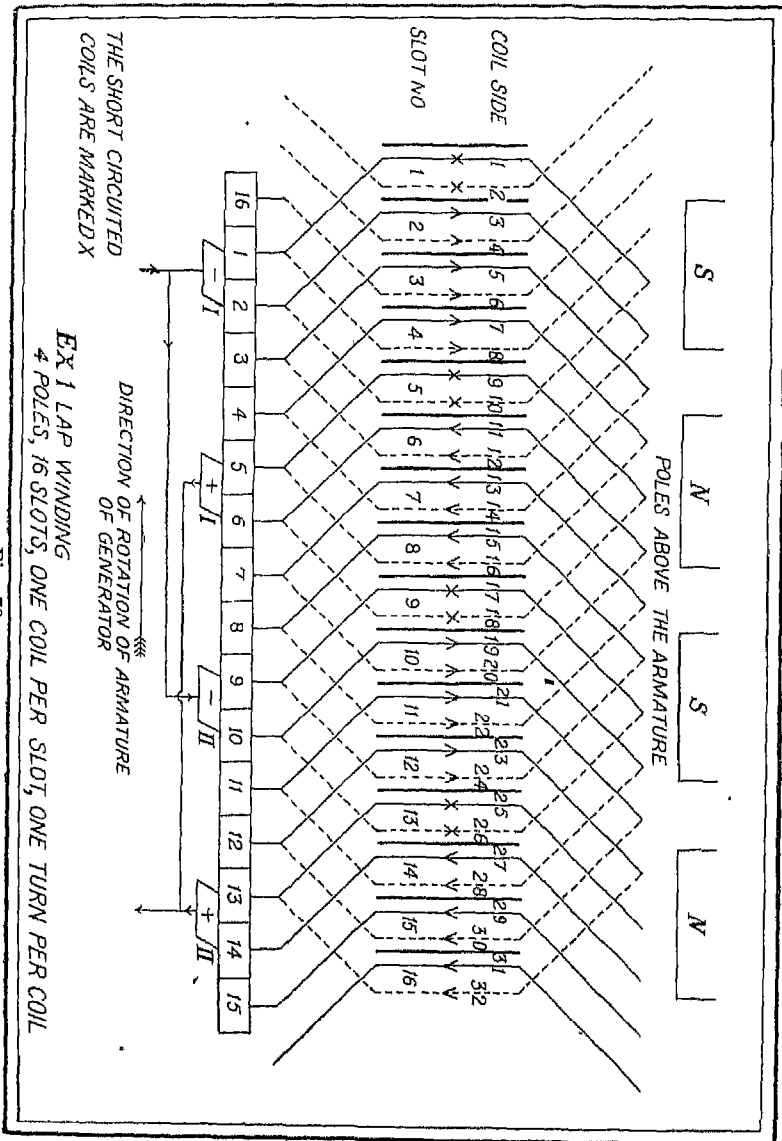 S N S N
POLES ABOVE THE ARMATURE
COIL SIDE 1 2 3 4 5 6 7 8 9 10 11 12 13 14 15 16 17 18 19 20 21 22 23 24 25 26 27 28 29 30 31 32
SLOT NO 1 2 3 4 5 6 7 8 9 10 11 12 13 14 15 16
16 1 2 3 4 5 6 7 8 9 10 11 12 13 14 15
− + − +
I I II II
THE SHORT CIRCUITED
COILS ARE MARKED X
DIRECTION OF ROTATION OF ARMATURE
OF GENERATOR
EX 1 LAP WINDING
4 POLES, 16 SLOTS, ONE COIL PER SLOT, ONE TURN PER COIL